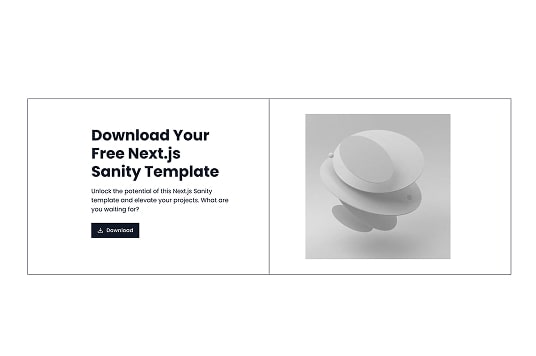 Download Your
Free Next.js
Sanity Template
Unlock the potential of this Next.js Sanity
template and elevate your projects. What are
you waiting for?
Download